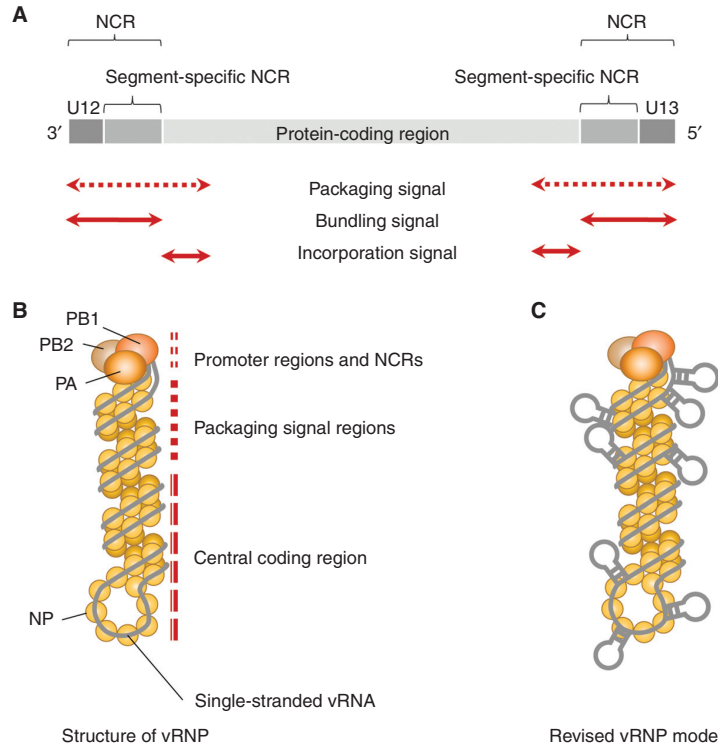 A
NCR
NCR
Segment-specific NCR
Segment-specific NCR
U12
U13
3′
Protein-coding region
5′
Packaging signal
Bundling signal
Incorporation signal
B
C
PB1
PB2
PA
Promoter regions and NCRs
Packaging signal regions
Central coding region
NP
Single-stranded vRNA
Structure of vRNP
Revised vRNP mode